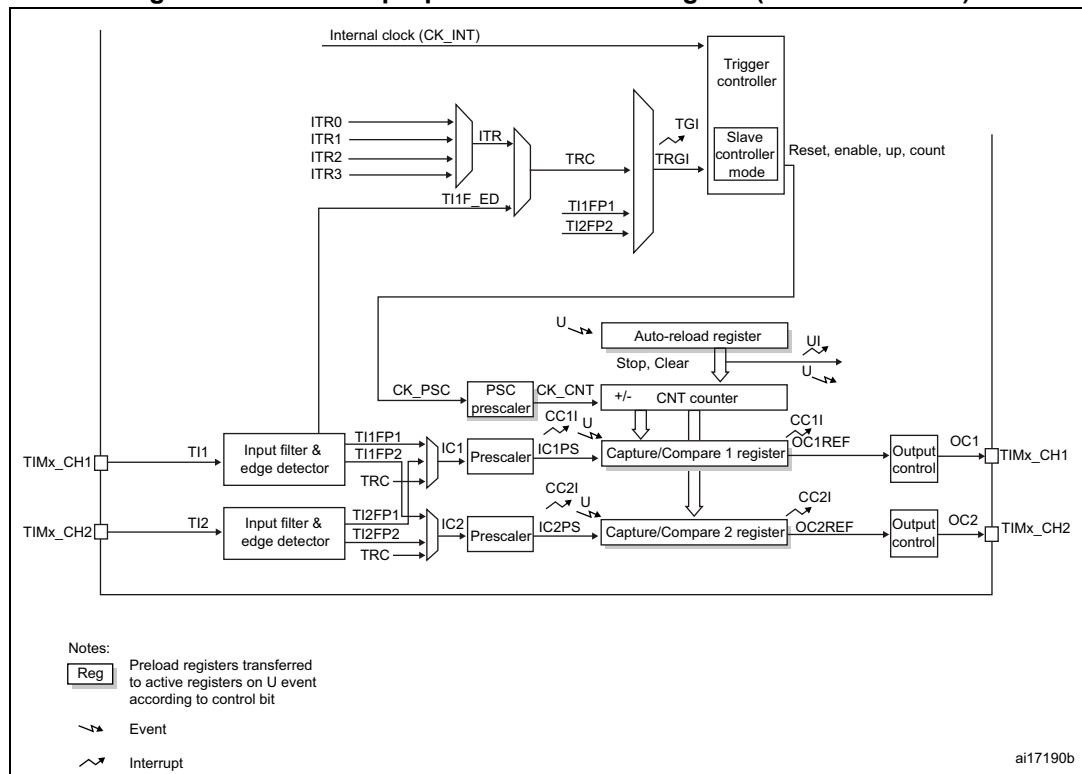 Internal clock (CK_INT)
Trigger
controller
TGI
ITR0
ITR1
ITR2
ITR3
ITR
TRC
TRGI
Slave
controller
mode
Reset, enable, up, count
TI1F_ED
TI1FP1
TI2FP2
U
Auto-reload register
UI
Stop, Clear
U
CK_PSC
PSC
prescaler
CK_CNT
+/-
CNT counter
CC1I
U
CC1I
TIMx_CH1
TI1
Input filter &
edge detector
TI1FP1
TI1FP2
TRC
IC1
Prescaler
IC1PS
Capture/Compare 1 register
OC1REF
Output
control
OC1
TIMx_CH1
CC2I
U
CC2I
TIMx_CH2
TI2
Input filter &
edge detector
TI2FP1
TI2FP2
TRC
IC2
Prescaler
IC2PS
Capture/Compare 2 register
OC2REF
Output
control
OC2
TIMx_CH2
Notes:
Reg
Preload registers transferred
to active registers on U event
according to control bit
Event
Interrupt
ai17190b